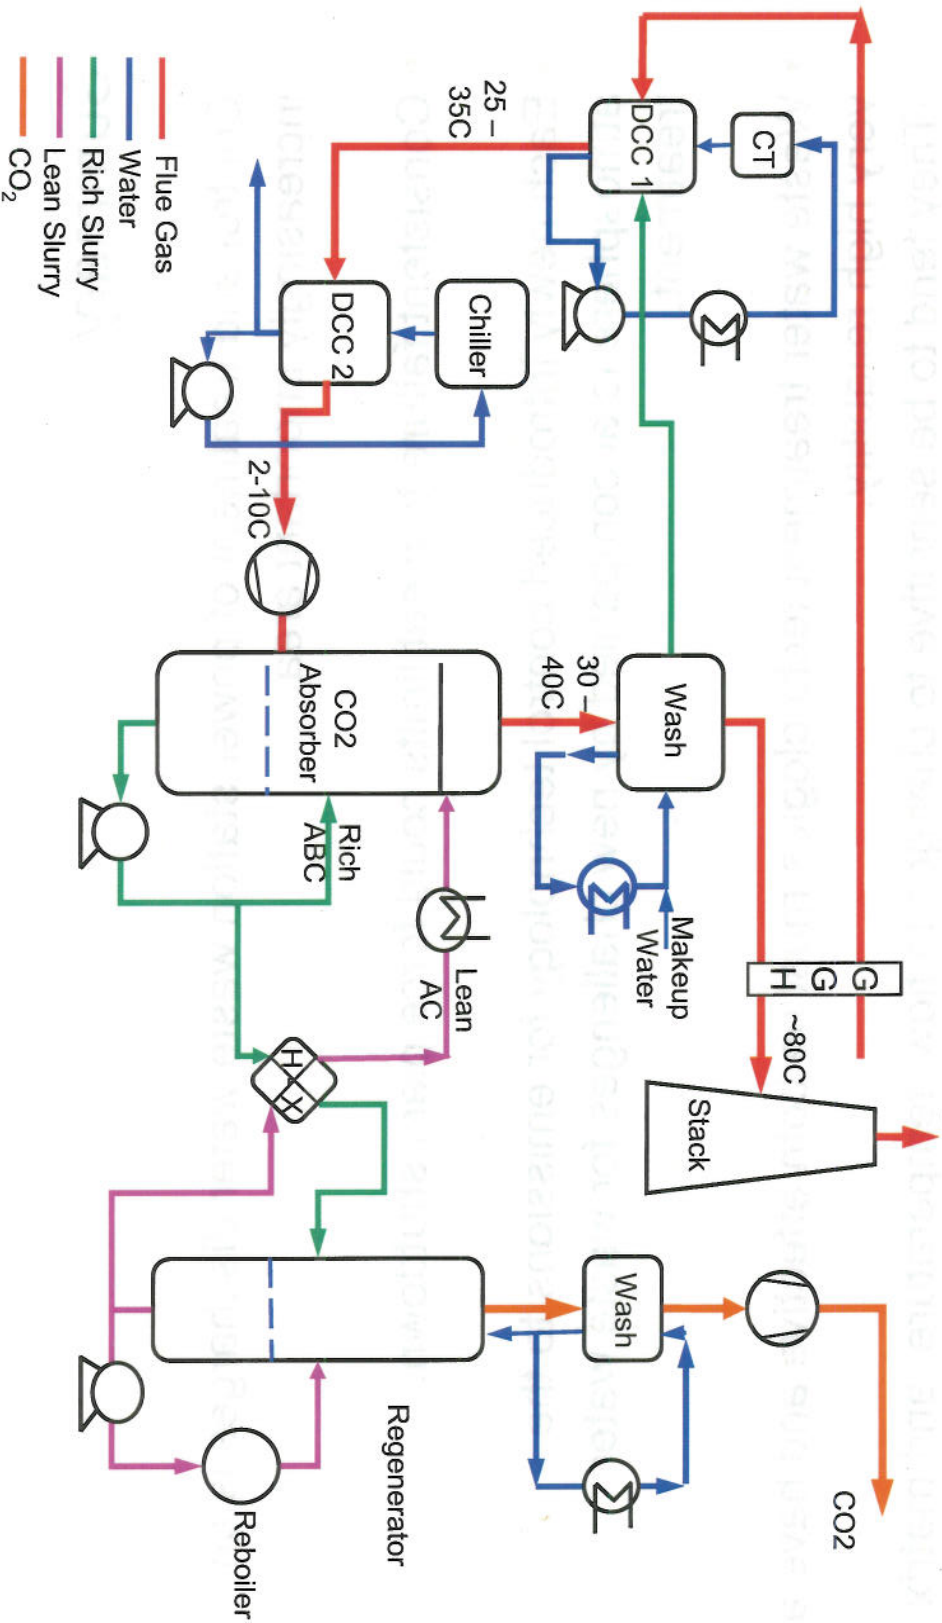 G
G
H
~80C
Stack
CO2
CT
DCC 1
Wash
Makeup
Water
Wash
25 –
35C
30 –
40C
Chiller
DCC 2
2-10C
CO2
Absorber
Rich
ABC
Lean
AC
H
X
Regenerator
Reboiler
Flue Gas
Water
Rich Slurry
Lean Slurry
CO₂